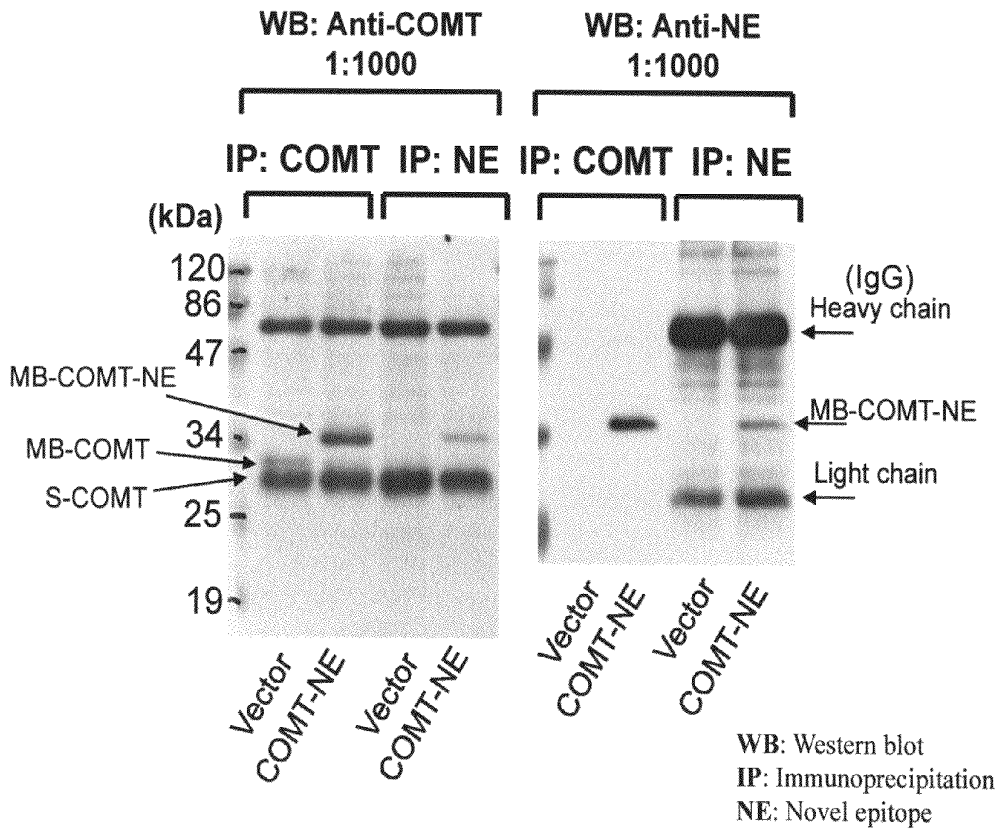 WB: Anti-COMT
1:1000
WB: Anti-NE
1:1000
IP: COMT
IP: NE
IP: COMT
IP: NE
(kDa)
120
86
47
34
25
19
MB-COMT-NE
MB-COMT
S-COMT
(IgG)
Heavy chain
MB-COMT-NE
Light chain
Vector
COMT-NE
Vector
COMT-NE
Vector
COMT-NE
Vector
COMT-NE
WB: Western blot
IP: Immunoprecipitation
NE: Novel epitope